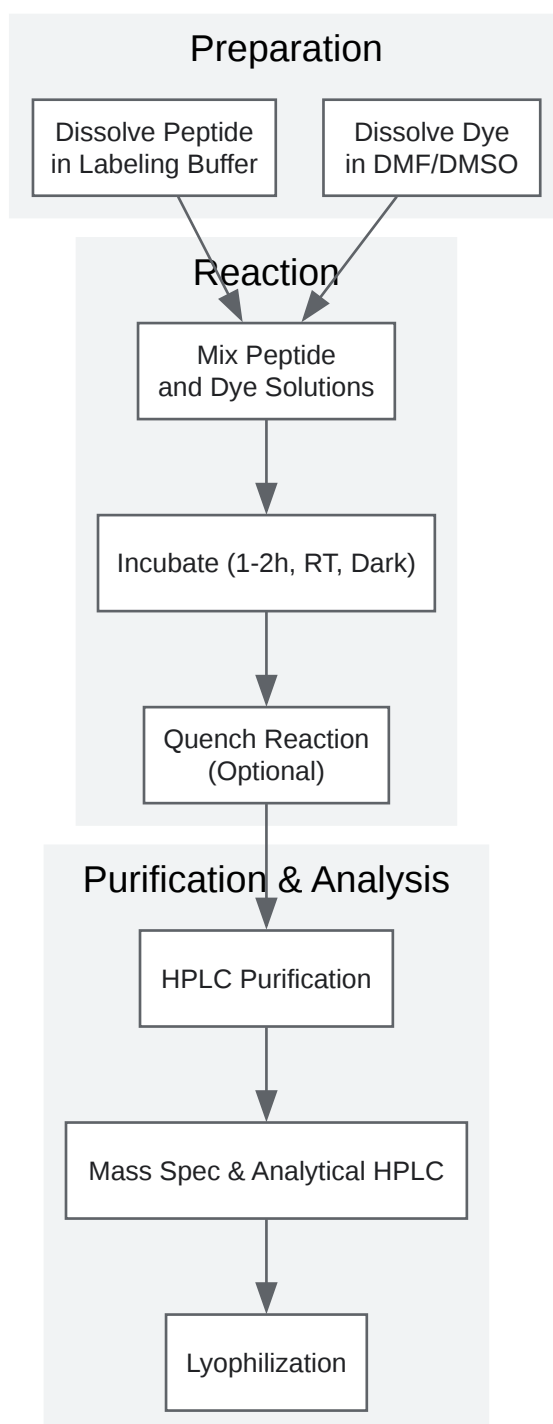 Preparation
Dissolve Peptide
in Labeling Buffer
Dissolve Dye
in DMF/DMSO
Reaction
Mix Peptide
and Dye Solutions
Incubate (1-2h, RT, Dark)
Quench Reaction
(Optional)
Purification & Analysis
HPLC Purification
Mass Spec & Analytical HPLC
Lyophilization